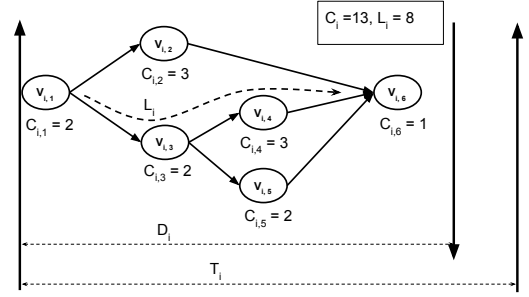 C_i =13, L_i = 8
v_i, 2
C_i,2 = 3
v_i, 1
C_i,1 = 2
L_i
v_i, 4
C_i,4 = 3
v_i, 6
C_i,6 = 1
v_i, 3
C_i,3 = 2
v_i, 5
C_i,5 = 2
D_i
T_i